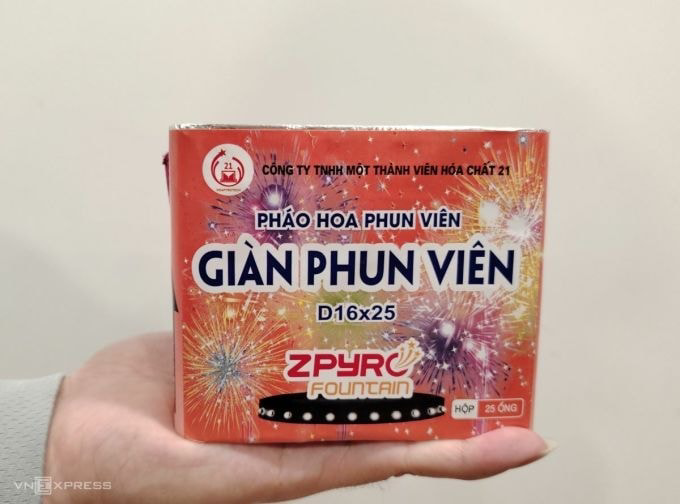 21
CÔNG TY TNHH MỘT THÀNH VIÊN HÓA CHẤT 21
PHÁO HOA PHUN VIÊN
GIÀN PHUN VIÊN
D16x25
ZPYRO
FOUNTAIN
HỘP 25 ỐNG
VNEXPRESS